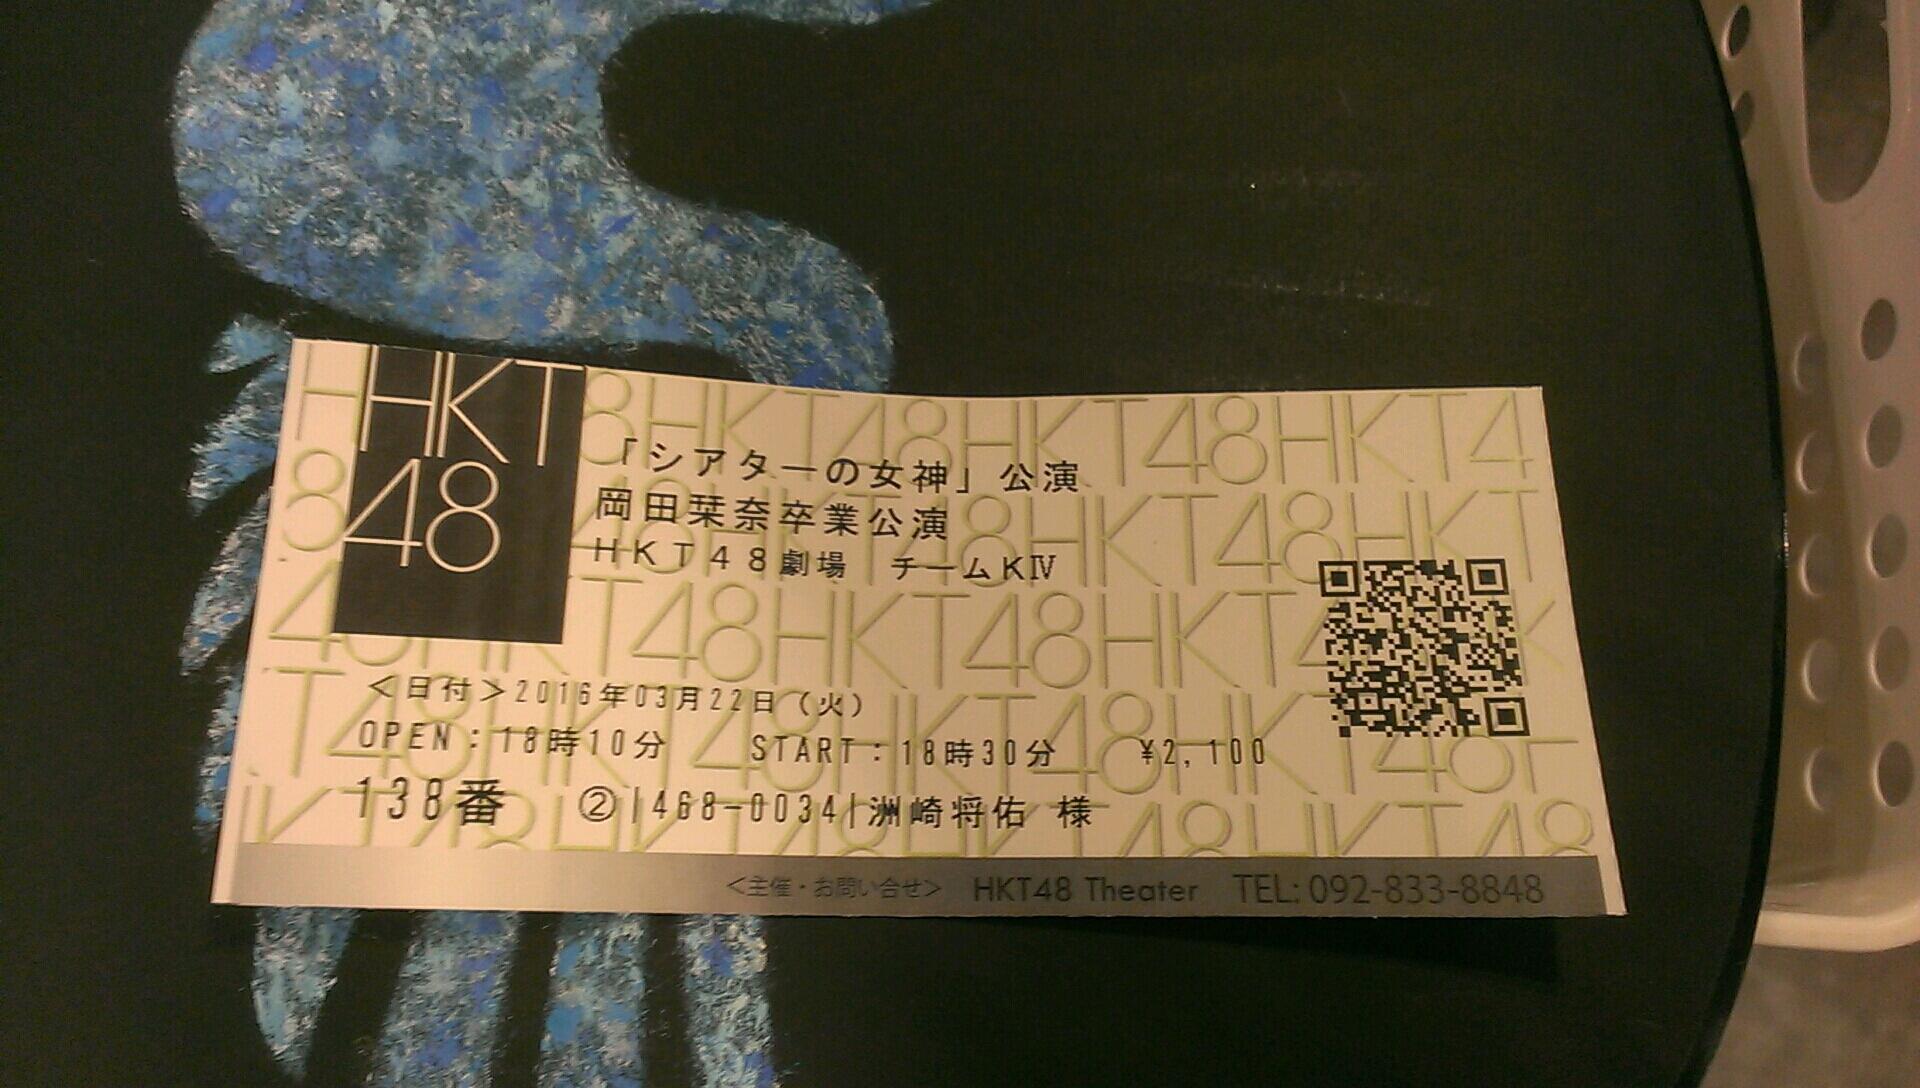 HKT
48
「シアターの女神」公演
岡田栞奈卒業公演
HKT48劇場 チームKⅣ
＜日付＞2016年03月22日（火）
OPEN：18時10分 START：18時30分 ¥2,100
138番 ②|468-0034|洲崎将佑 様
＜主催・お問い合せ＞ HKT48 Theater TEL: 092-833-8848